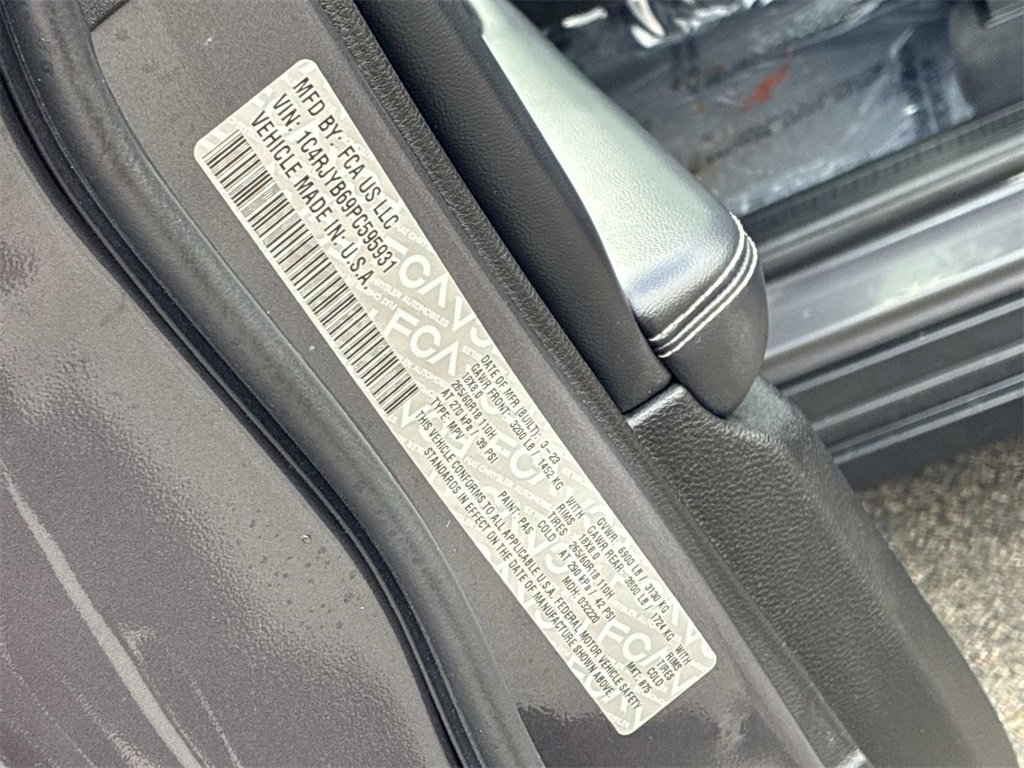 MFD BY: FCA US LLC
VIN: 1C4RJYB69PC595931
VEHICLE MADE IN: U.S.A.
DATE OF MFR (BUILT): 3-23 GVWR: 6900 LB / 3130 KG
GAWR FRONT: 3200 LB / 1452 KG WITH GAWR REAR: 3800 LB / 1724 KG WITH
18X8.0 RIMS 18X8.0 RIMS
265/60R18 110H TIRES 265/60R18 110H TIRES
AT 270 kPa / 39 PSI COLD AT 290 kPa / 42 PSI COLD
TYPE: MPV PAINT: PAS MDH: 032220 MKT: 875
THIS VEHICLE CONFORMS TO ALL APPLICABLE U.S.A. FEDERAL MOTOR VEHICLE SAFETY
STANDARDS IN EFFECT ON THE DATE OF MANUFACTURE SHOWN ABOVE.